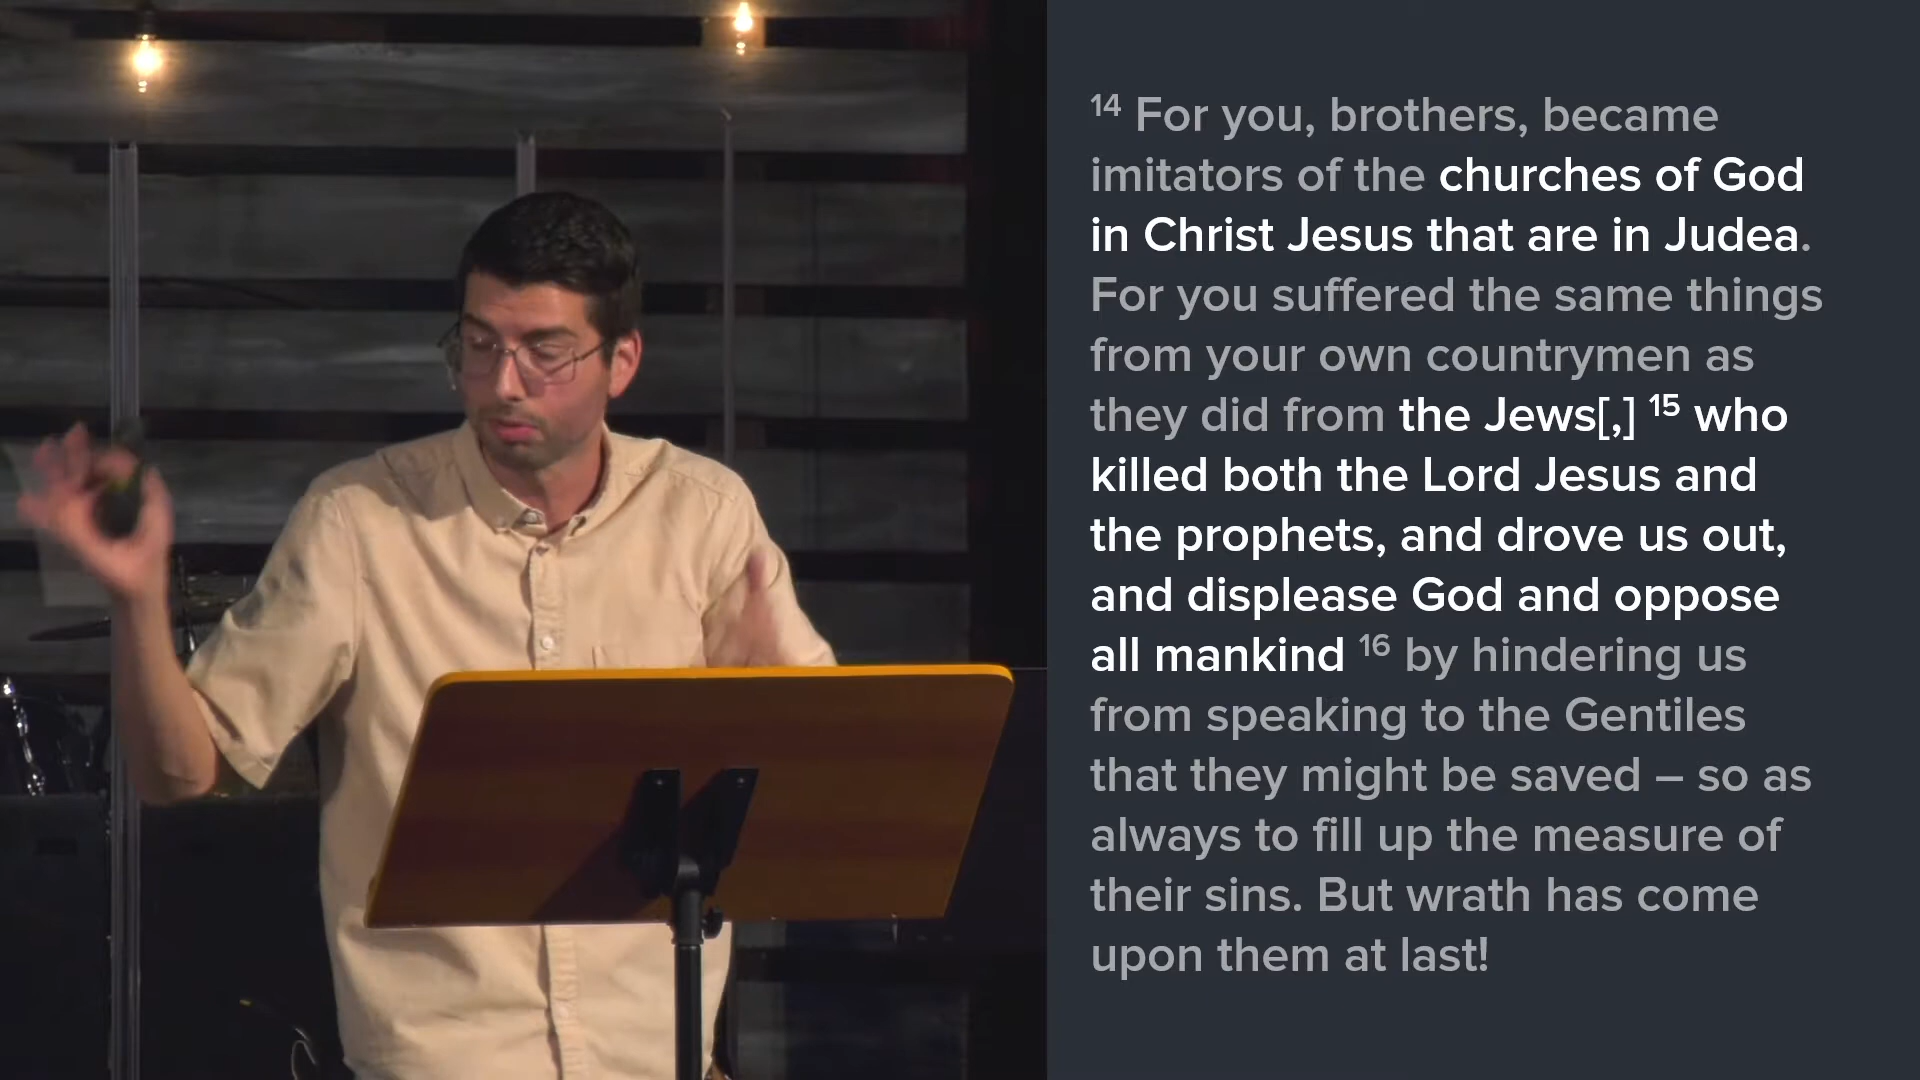 14 For you, brothers, became
imitators of the churches of God
in Christ Jesus that are in Judea.
For you suffered the same things
from your own countrymen as
they did from the Jews[,] 15 who
killed both the Lord Jesus and
the prophets, and drove us out,
and displease God and oppose
all mankind 16 by hindering us
from speaking to the Gentiles
that they might be saved – so as
always to fill up the measure of
their sins. But wrath has come
upon them at last!